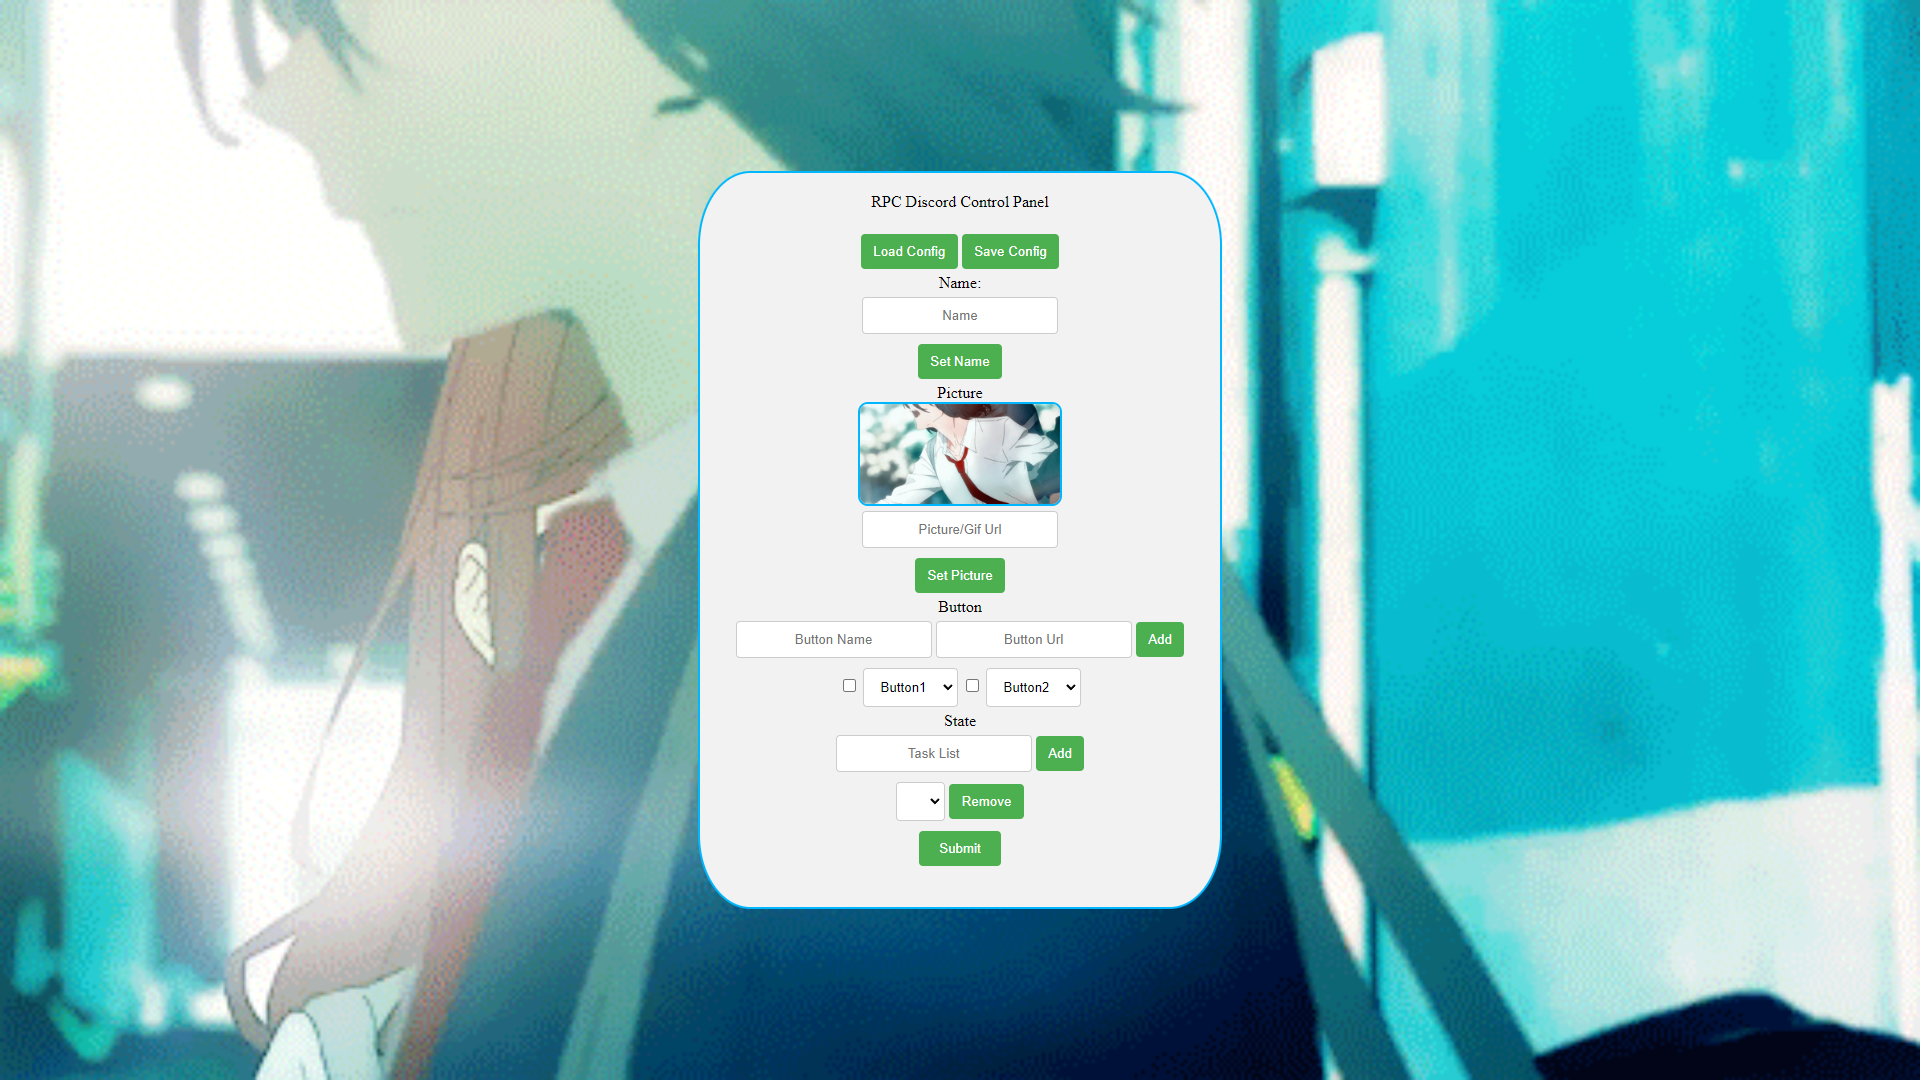 RPC Discord Control Panel
Load Config Save Config
Name:
Name
Set Name
Picture
Picture/Gif Url
Set Picture
Button
Button Name Button Url Add
Button1 Button2
State
Task List Add
Remove
Submit